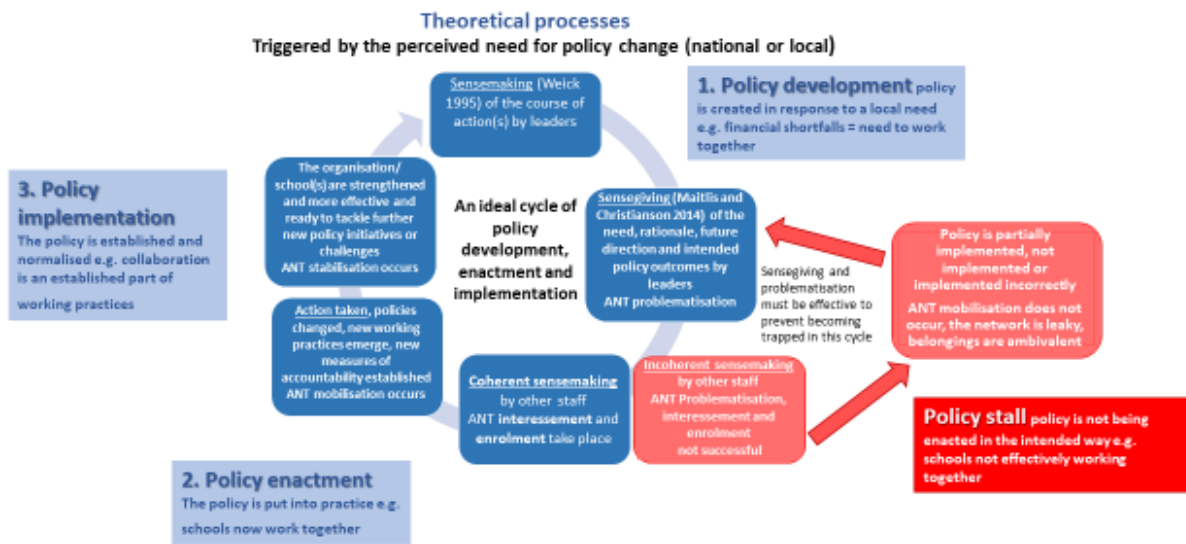 Theoretical processes
Triggered by the perceived need for policy change (national or local)
Sensemaking (Weick
1995) of the course of
action(s) by leaders
1. Policy development policy
is created in response to a local need
e.g. financial shortfalls = need to work
together
The organisation/
school(s) are strengthened
and more effective and
ready to tackle further
new policy initiatives or
challenges
ANT stabilisation occurs
3. Policy
implementation
The policy is established and
normalised e.g. collaboration
is an established part of
working practices
An ideal cycle of
policy
development,
enactment and
implementation
Sensegiving (Maitlis and
Christianson 2014) of the
need, rationale, future
direction and intended
policy outcomes by
leaders
ANT problematisation
Sensegiving and
problematisation
must be effective to
prevent becoming
trapped in this cycle
Policy is partially
implemented, not
implemented or
implemented incorrectly
ANT mobilisation does not
occur, the network is leaky,
belongings are ambivalent
Action taken, policies
changed, new working
practices emerge, new
measures of
accountability established
ANT mobilisation occurs
Coherent sensemaking
by other staff
ANT interessement and
enrolment take place
Incoherent sensemaking
by other staff
ANT Problematisation,
interessement and
enrolment
not successful
Policy stall policy is not being
enacted in the intended way e.g.
schools not effectively working
together
2. Policy enactment
The policy is put into practice e.g.
schools now work together